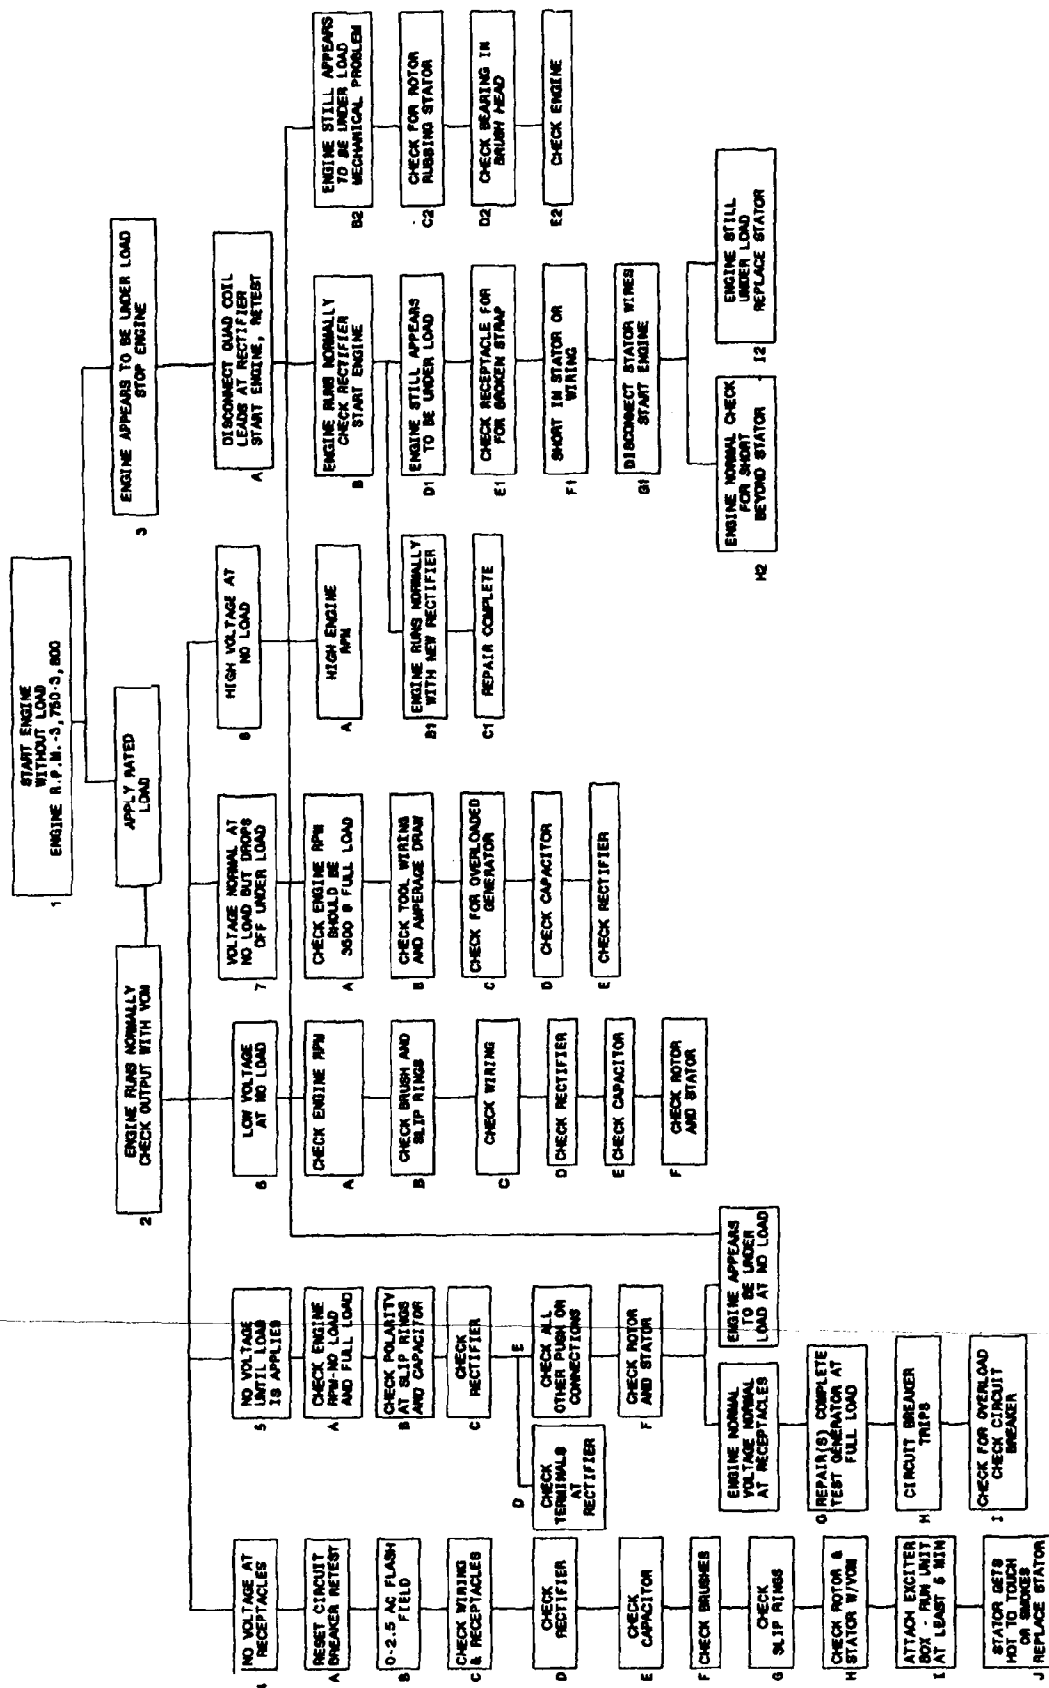 START ENGINE
WITHOUT LOAD
ENGINE R.P.M.-3,750-3,800
1
APPLY RATED
LOAD
ENGINE RUNS NORMALLY
CHECK OUTPUT WITH VOM
2
ENGINE APPEARS TO BE UNDER LOAD
STOP ENGINE
3
NO VOLTAGE AT
RECEPTACLES
RESET CIRCUIT
BREAKER RETEST
A
0-2.5 AC FLASH
FIELD
B
CHECK WIRING
& RECEPTACLES
C
CHECK
RECTIFIER
D
CHECK
CAPACITOR
E
CHECK BRUSHES
F
CHECK
SLIP RINGS
G
CHECK ROTOR &
STATOR W/VOM
H
ATTACH EXCITER
BOX - RUN UNIT
AT LEAST 5 MIN
I
STATOR GETS
HOT TO TOUCH
OR SMOKES
REPLACE STATOR
J
NO VOLTAGE
UNTIL LOAD
IS APPLIED
5
CHECK ENGINE
RPM-NO LOAD
AND FULL LOAD
A
CHECK POLARITY
AT SLIP RINGS
AND CAPACITOR
B
CHECK
RECTIFIER
C
D
CHECK
TERMINALS
AT
RECTIFIER
E
CHECK ALL
OTHER PUSH ON
CONNECTIONS
CHECK ROTOR
AND STATOR
F
ENGINE NORMAL
VOLTAGE NORMAL
AT RECEPTACLES
ENGINE APPEARS
TO BE UNDER
LOAD AT NO LOAD
REPAIR(S) COMPLETE
TEST GENERATOR AT
FULL LOAD
G
CIRCUIT BREAKER
TRIPS
H
CHECK FOR OVERLOAD
CHECK CIRCUIT
BREAKER
I
LOW VOLTAGE
AT NO LOAD
6
CHECK ENGINE RPM
A
CHECK BRUSH AND
SLIP RINGS
B
CHECK WIRING
C
CHECK RECTIFIER
D
CHECK CAPACITOR
E
CHECK ROTOR
AND STATOR
F
VOLTAGE NORMAL AT
NO LOAD BUT DROPS
OFF UNDER LOAD
7
CHECK ENGINE RPM
SHOULD BE
3600 @ FULL LOAD
A
CHECK TOOL WIRING
AND AMPERAGE DRAW
B
CHECK FOR OVERLOADED
GENERATOR
C
CHECK CAPACITOR
D
CHECK RECTIFIER
E
HIGH VOLTAGE AT
NO LOAD
8
HIGH ENGINE
RPM
A
DISCONNECT QUAD COIL
LEADS AT RECTIFIER
START ENGINE, RETEST
A
ENGINE RUNS NORMALLY
CHECK RECTIFIER
START ENGINE
B
ENGINE RUNS NORMALLY
WITH NEW RECTIFIER
B1
REPAIR COMPLETE
C1
ENGINE STILL APPEARS
TO BE UNDER LOAD
D1
CHECK RECEPTACLE FOR
FOR BROKEN STRAP
E1
SHORT IN STATOR OR
WIRING
F1
DISCONNECT STATOR WIRES
START ENGINE
G1
ENGINE NORMAL CHECK
FOR SHORT
BEYOND STATOR
H2
ENGINE STILL
UNDER LOAD
REPLACE STATOR
I2
ENGINE STILL APPEARS
TO BE UNDER LOAD
MECHANICAL PROBLEM
B2
CHECK FOR ROTOR
RUBBING STATOR
C2
CHECK BEARING IN
BRUSH HEAD
D2
CHECK ENGINE
E2